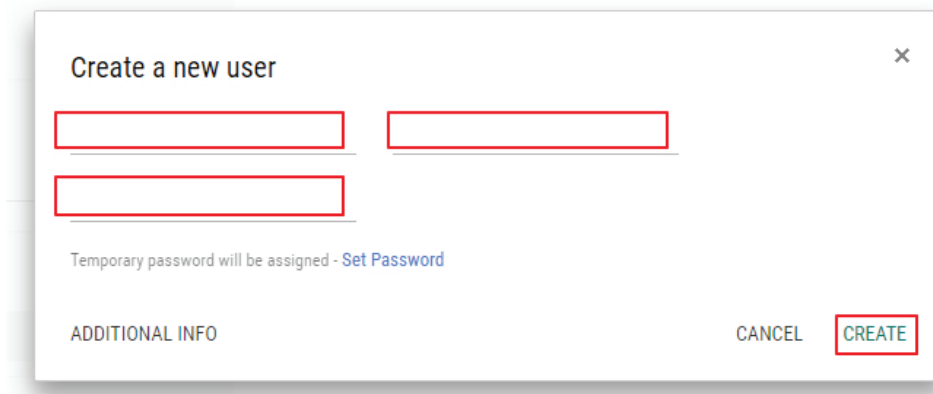 Create a new user
×
Temporary password will be assigned - Set Password
ADDITIONAL INFO CANCEL CREATE